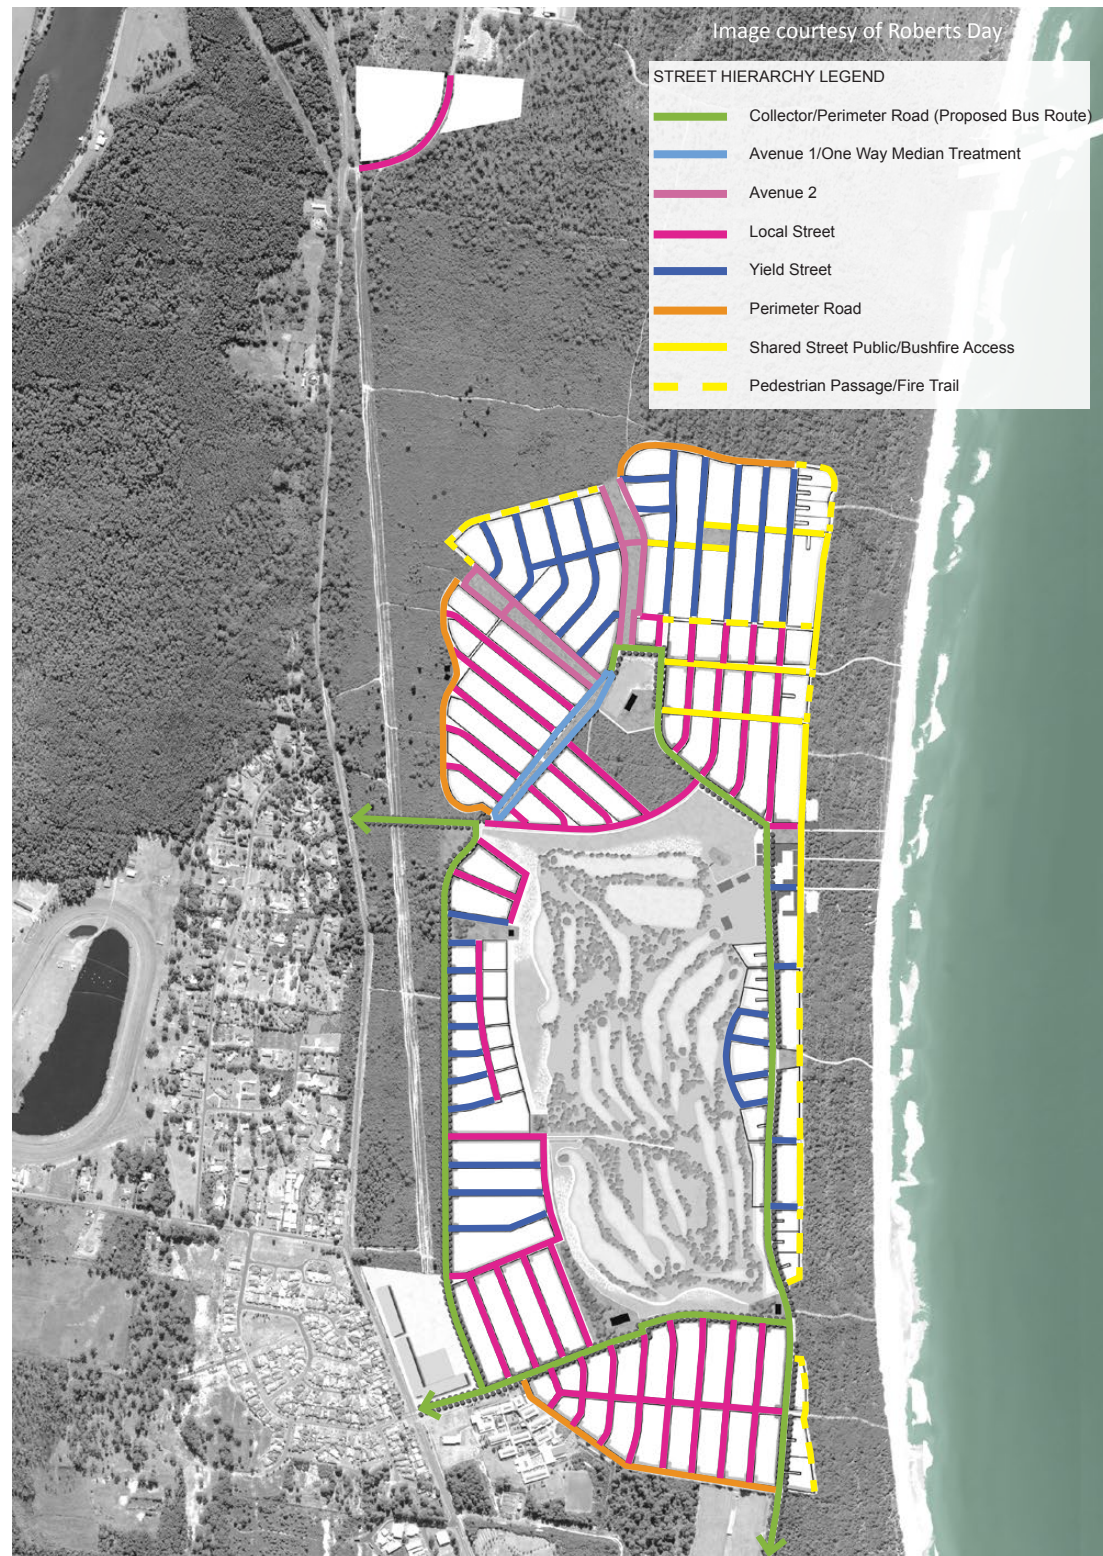 Image courtesy of Roberts Day
STREET HIERARCHY LEGEND
Collector/Perimeter Road (Proposed Bus Route)
Avenue 1/One Way Median Treatment
Avenue 2
Local Street
Yield Street
Perimeter Road
Shared Street Public/Bushfire Access
Pedestrian Passage/Fire Trail